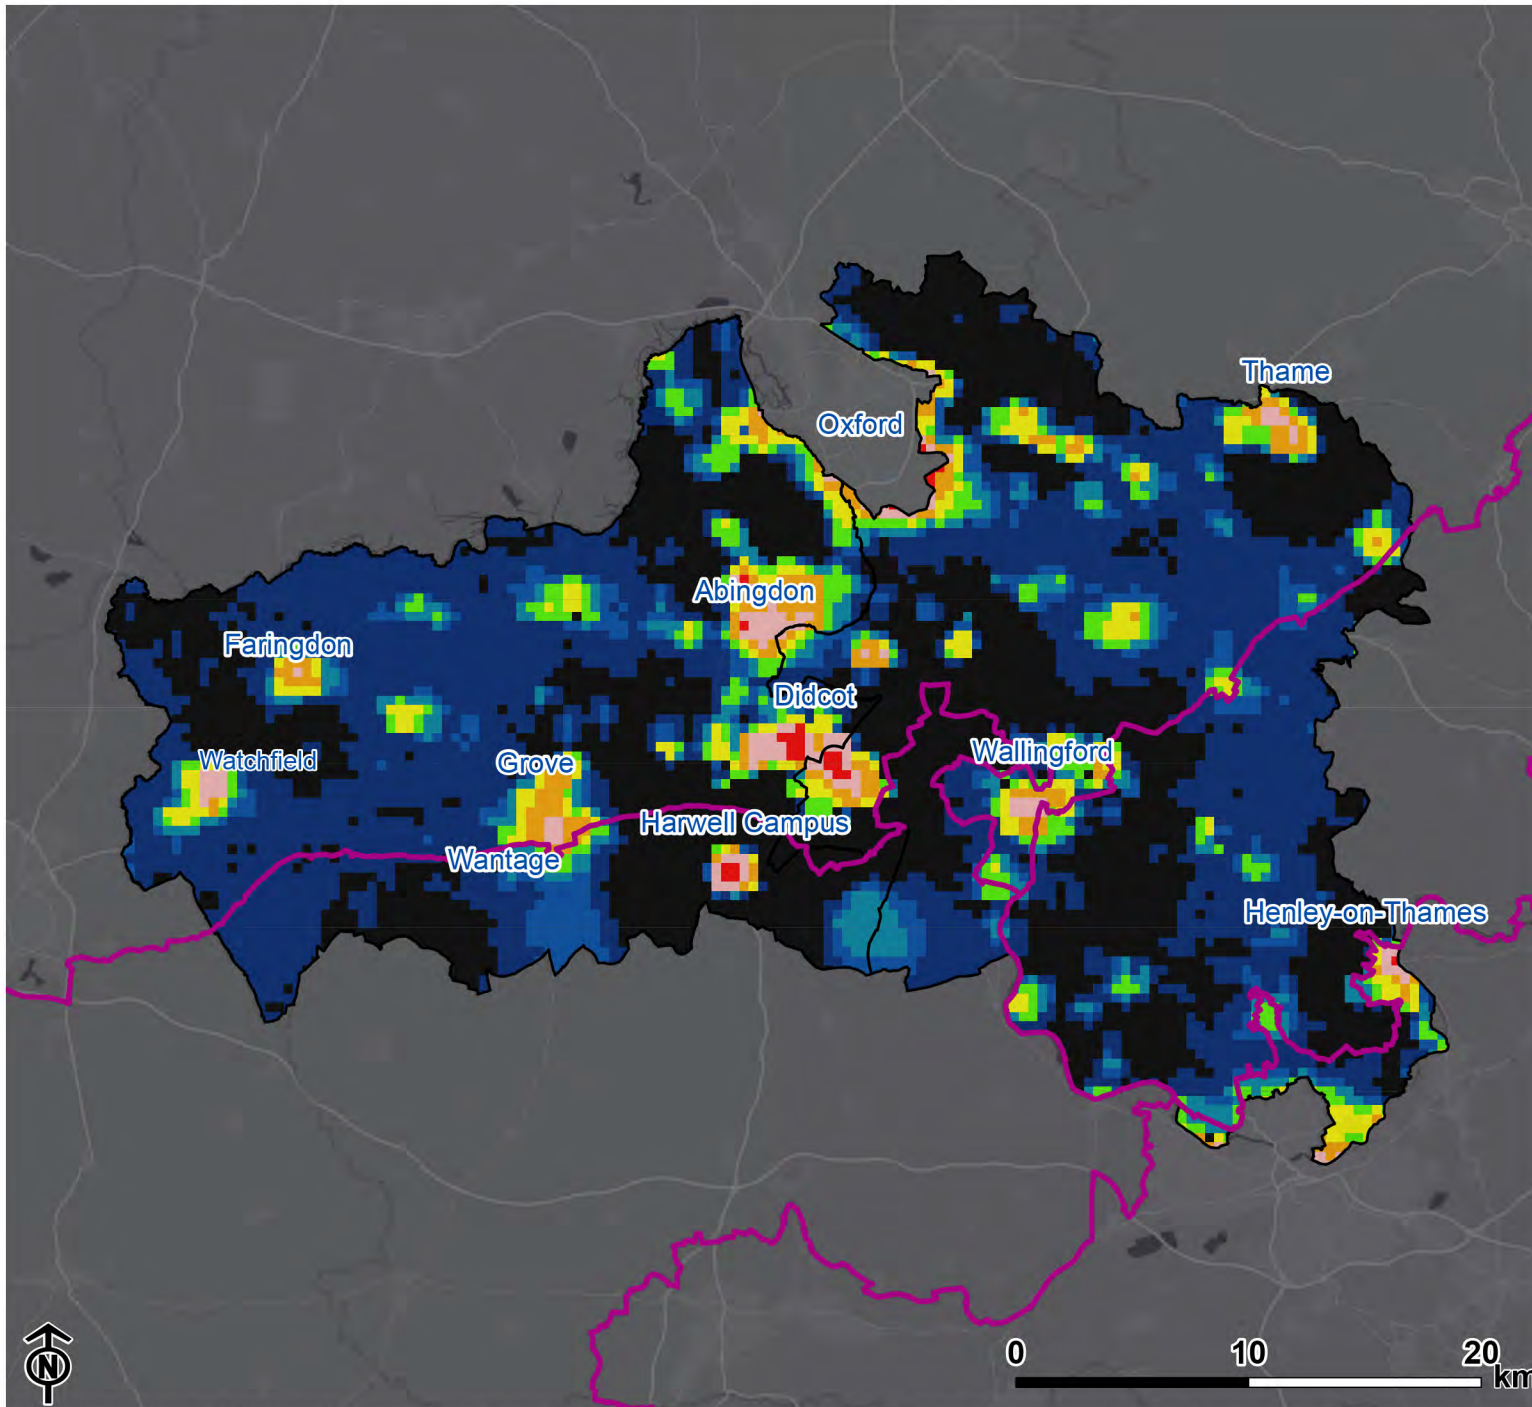 Thame
Oxford
Abingdon
Faringdon
Didcot
Watchfield
Grove
Wallingford
Harwell Campus
Wantage
Henley-on-Thames
N
0 10 20
km